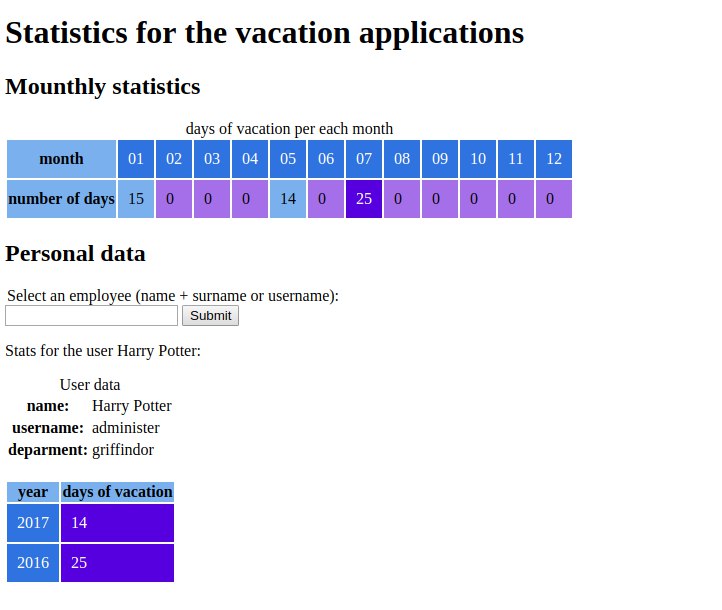 Statistics for the vacation applications
Mounthly statistics
days of vacation per each month
month 01 02 03 04 05 06 07 08 09 10 11 12
number of days 15 0 0 0 14 0 25 0 0 0 0 0
Personal data
Select an employee (name + surname or username):
Submit
Stats for the user Harry Potter:
User data
name: Harry Potter
username: administer
deparment: griffindor
year days of vacation
2017 14
2016 25